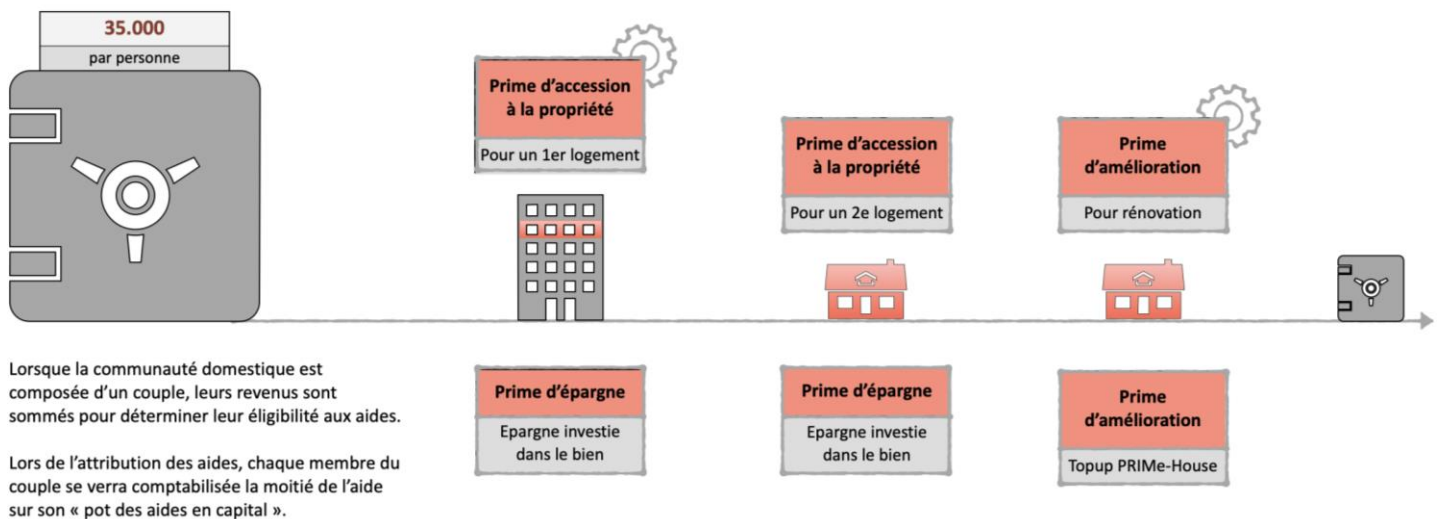 35.000
par personne
Prime d'accession
à la propriété
Pour un 1er logement
Prime d'accession
à la propriété
Pour un 2e logement
Prime
d'amélioration
Pour rénovation
Lorsque la communauté domestique est
composée d'un couple, leurs revenus sont
sommés pour déterminer leur éligibilité aux aides.
Lors de l'attribution des aides, chaque membre du
couple se verra comptabilisée la moitié de l'aide
sur son « pot des aides en capital ».
Prime d'épargne
Epargne investie
dans le bien
Prime d'épargne
Epargne investie
dans le bien
Prime
d'amélioration
Topup PRIMe-House